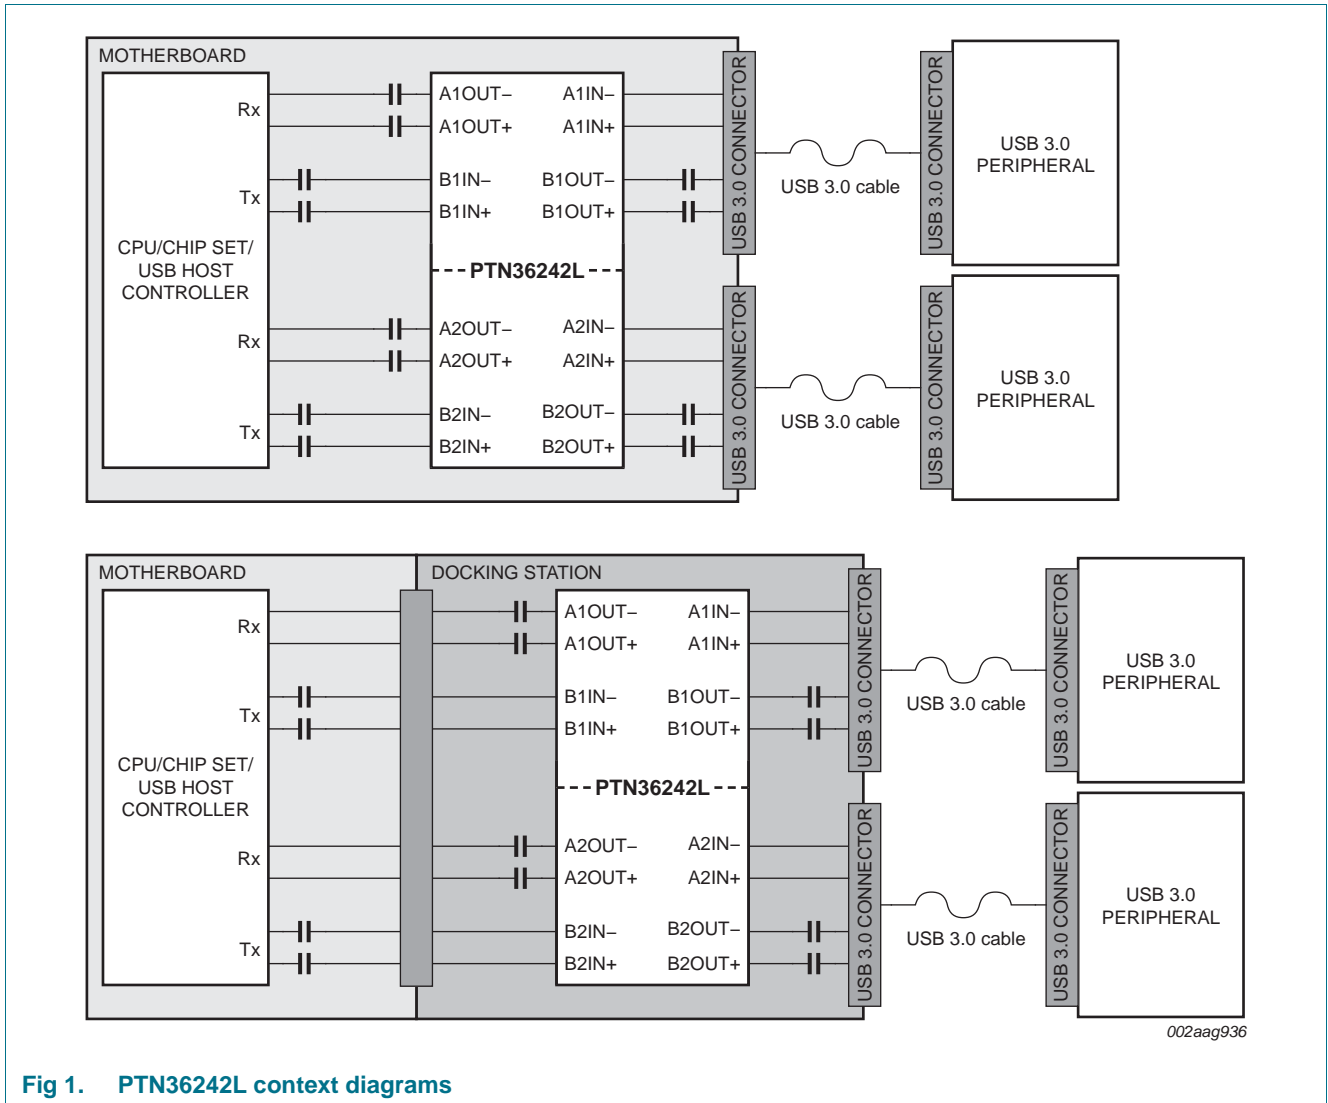 MOTHERBOARD
Rx
Tx
CPU/CHIP SET/
USB HOST
CONTROLLER
Rx
Tx
A1OUT−
A1OUT+
B1IN−
B1IN+
A1IN−
A1IN+
B1OUT−
B1OUT+
PTN36242L
A2OUT−
A2OUT+
B2IN−
B2IN+
A2IN−
A2IN+
B2OUT−
B2OUT+
USB 3.0 CONNECTOR
USB 3.0 cable
USB 3.0 CONNECTOR
USB 3.0
PERIPHERAL
USB 3.0 CONNECTOR
USB 3.0 cable
USB 3.0 CONNECTOR
USB 3.0
PERIPHERAL
MOTHERBOARD
Rx
Tx
CPU/CHIP SET/
USB HOST
CONTROLLER
Rx
Tx
DOCKING STATION
A1OUT−
A1OUT+
B1IN−
B1IN+
A1IN−
A1IN+
B1OUT−
B1OUT+
PTN36242L
A2OUT−
A2OUT+
B2IN−
B2IN+
A2IN−
A2IN+
B2OUT−
B2OUT+
USB 3.0 CONNECTOR
USB 3.0 cable
USB 3.0 CONNECTOR
USB 3.0
PERIPHERAL
USB 3.0 CONNECTOR
USB 3.0 cable
USB 3.0 CONNECTOR
USB 3.0
PERIPHERAL
002aag936
Fig 1. PTN36242L context diagrams